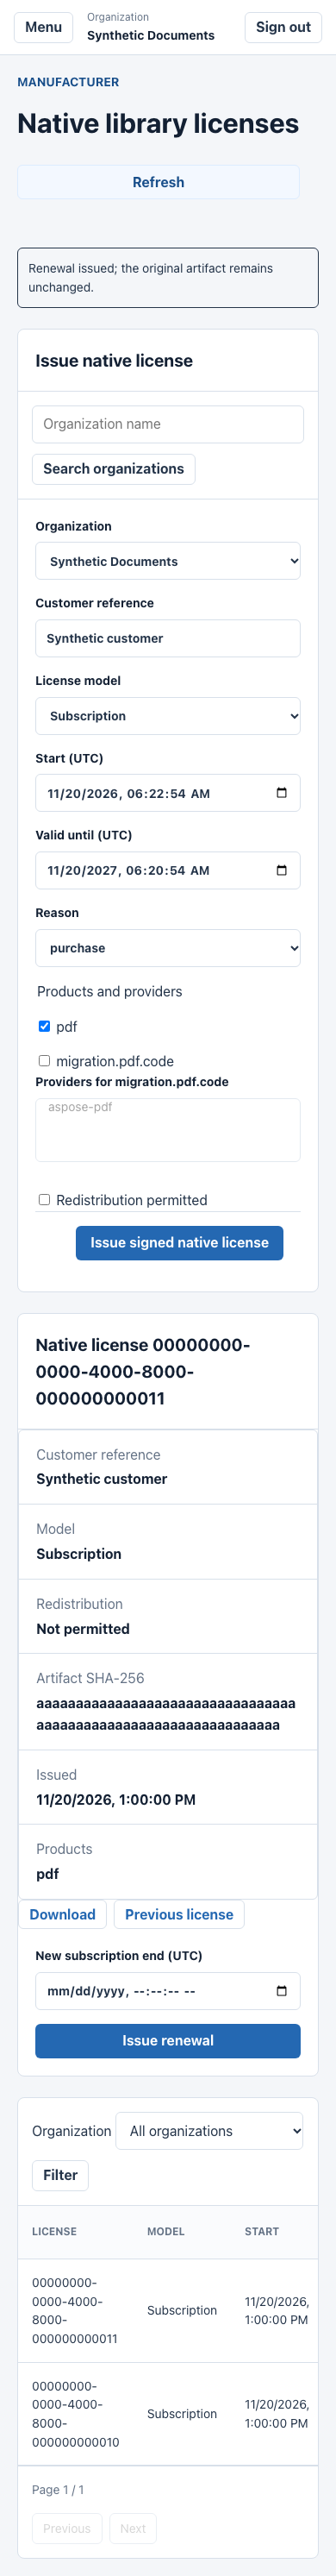 Menu
Organization
Synthetic Documents
Sign out
MANUFACTURER
Native library licenses
Refresh
Renewal issued; the original artifact remains
unchanged.
Issue native license
Organization name
Search organizations
Organization
Synthetic Documents
Customer reference
Synthetic customer
License model
Subscription
Start (UTC)
11/20/2026, 06:22:54 AM
Valid until (UTC)
11/20/2027, 06:20:54 AM
Reason
purchase
Products and providers
pdf
migration.pdf.code
Providers for migration.pdf.code
aspose-pdf
Redistribution permitted
Issue signed native license
Native license 00000000-
0000-4000-8000-
000000000011
Customer reference
Synthetic customer
Model
Subscription
Redistribution
Not permitted
Artifact SHA-256
aaaaaaaaaaaaaaaaaaaaaaaaaaaaaaaaa
aaaaaaaaaaaaaaaaaaaaaaaaaaaaaaa
Issued
11/20/2026, 1:00:00 PM
Products
pdf
Download Previous license
New subscription end (UTC)
mm/dd/yyyy, --:--:-- --
Issue renewal
Organization All organizations
Filter
LICENSE MODEL START
00000000-
0000-4000-
8000-
000000000011
Subscription
11/20/2026,
1:00:00 PM
00000000-
0000-4000-
8000-
000000000010
Subscription
11/20/2026,
1:00:00 PM
Page 1 / 1
Previous Next